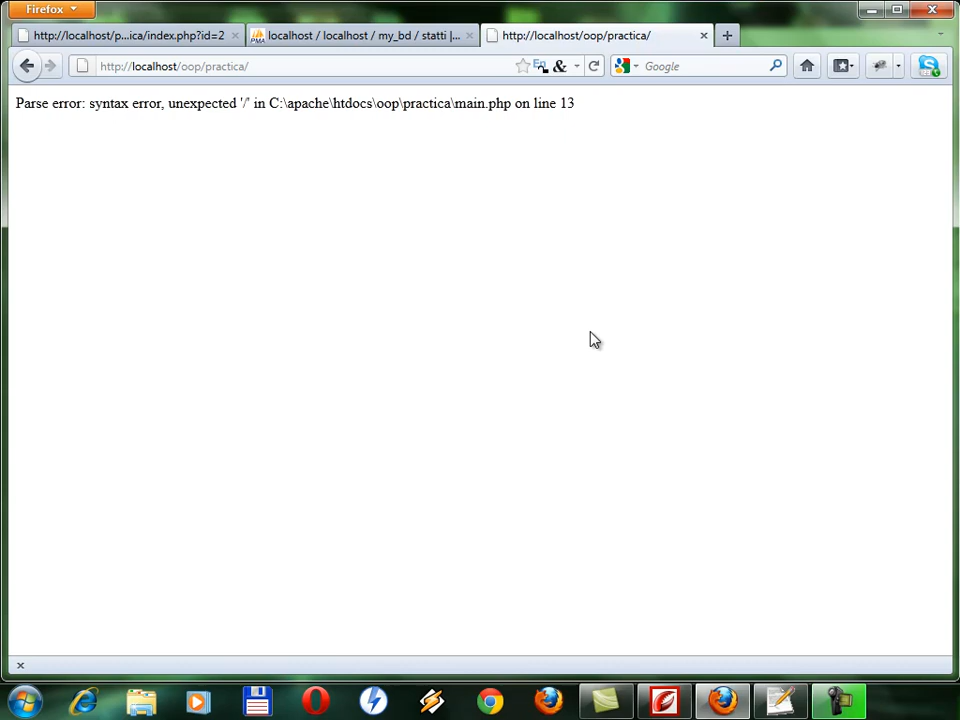 Firefox
http://localhost/p...ica/index.php?id=2
localhost / localhost / my_bd / statti |...
http://localhost/oop/practica/
http://localhost/oop/practica/
En
&
Google
Parse error: syntax error, unexpected '/' in C:\apache\htdocs\oop\practica\main.php on line 13